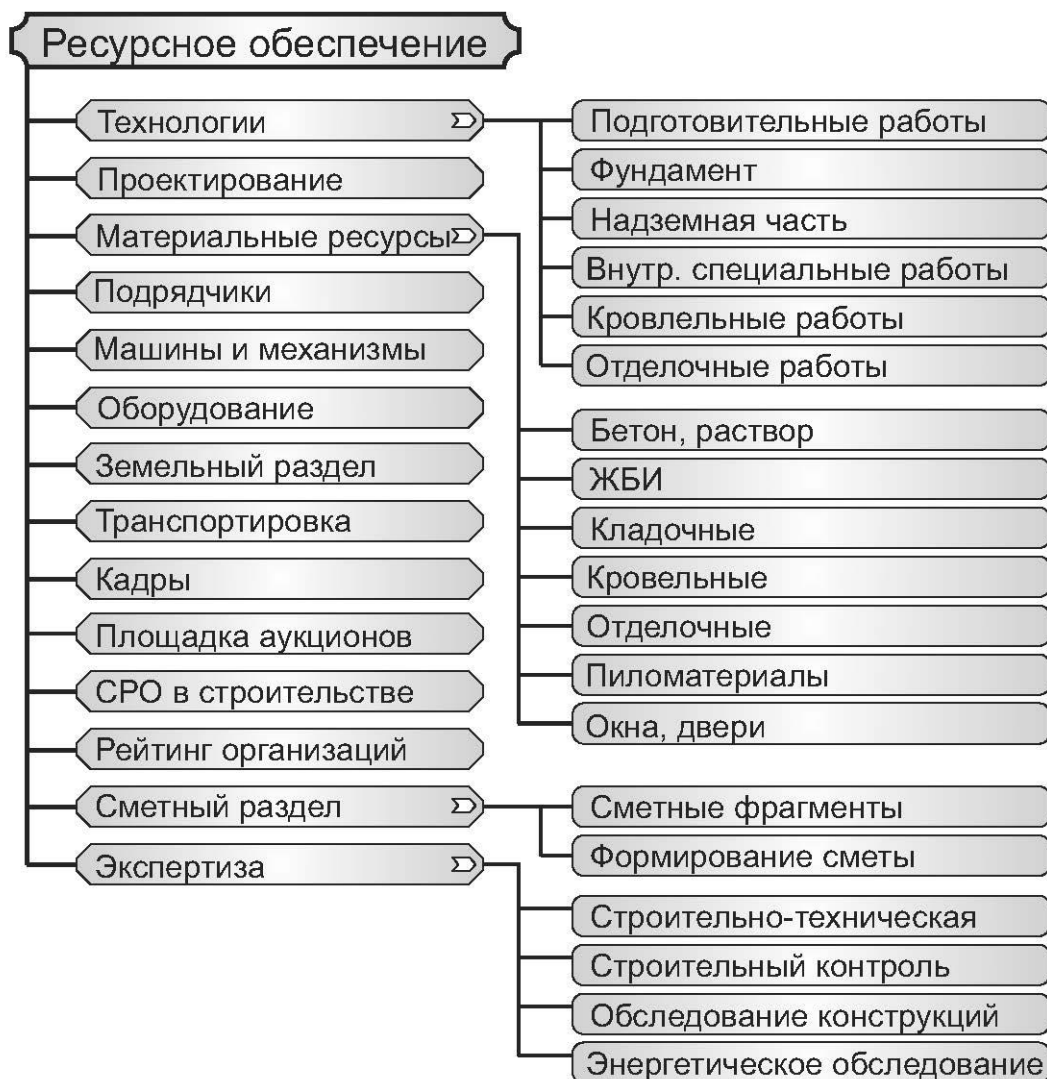 Ресурсное обеспечение
Технологии
Подготовительные работы
Фундамент
Надземная часть
Внутр. специальные работы
Кровлельные работы
Отделочные работы
Проектирование
Материальные ресурсы
Бетон, раствор
ЖБИ
Кладочные
Кровельные
Отделочные
Пиломатериалы
Окна, двери
Подрядчики
Машины и механизмы
Оборудование
Земельный раздел
Транспортировка
Кадры
Площадка аукционов
СРО в строительстве
Рейтинг организаций
Сметный раздел
Сметные фрагменты
Формирование сметы
Экспертиза
Строительно-техническая
Строительный контроль
Обследование конструкций
Энергетическое обследование